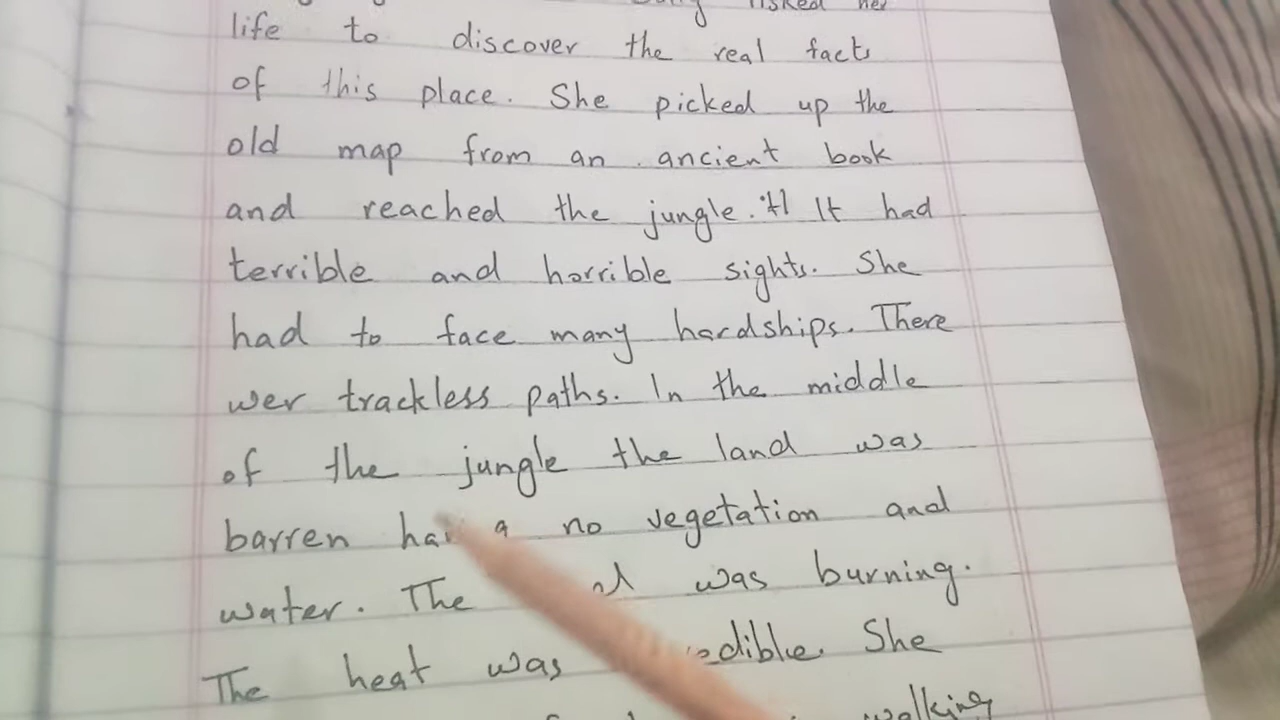 risked her
life to discover the real facts
of this place. She picked up the
old map from an ancient book
and reached the jungle. It had
terrible and horrible sights. She
had to face many hardships. There
wer trackless paths. In the middle
of the jungle the land was
barren no vegetation and
water. The was burning.
The heat was She
walking